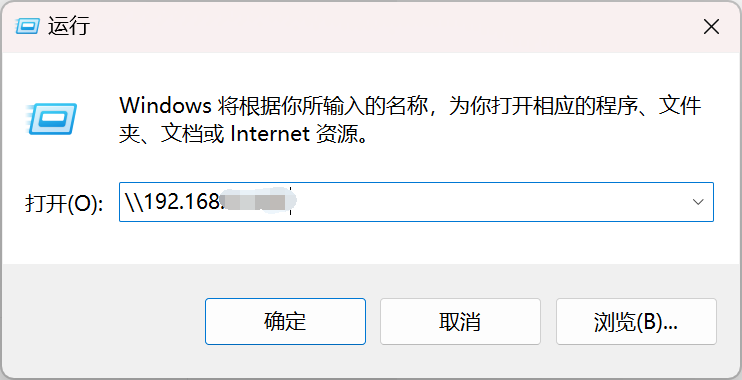 运行
Windows 将根据你所输入的名称，为你打开相应的程序、文件
夹、文档或 Internet 资源。
打开(O): \\192.168.
确定 取消 浏览(B)...